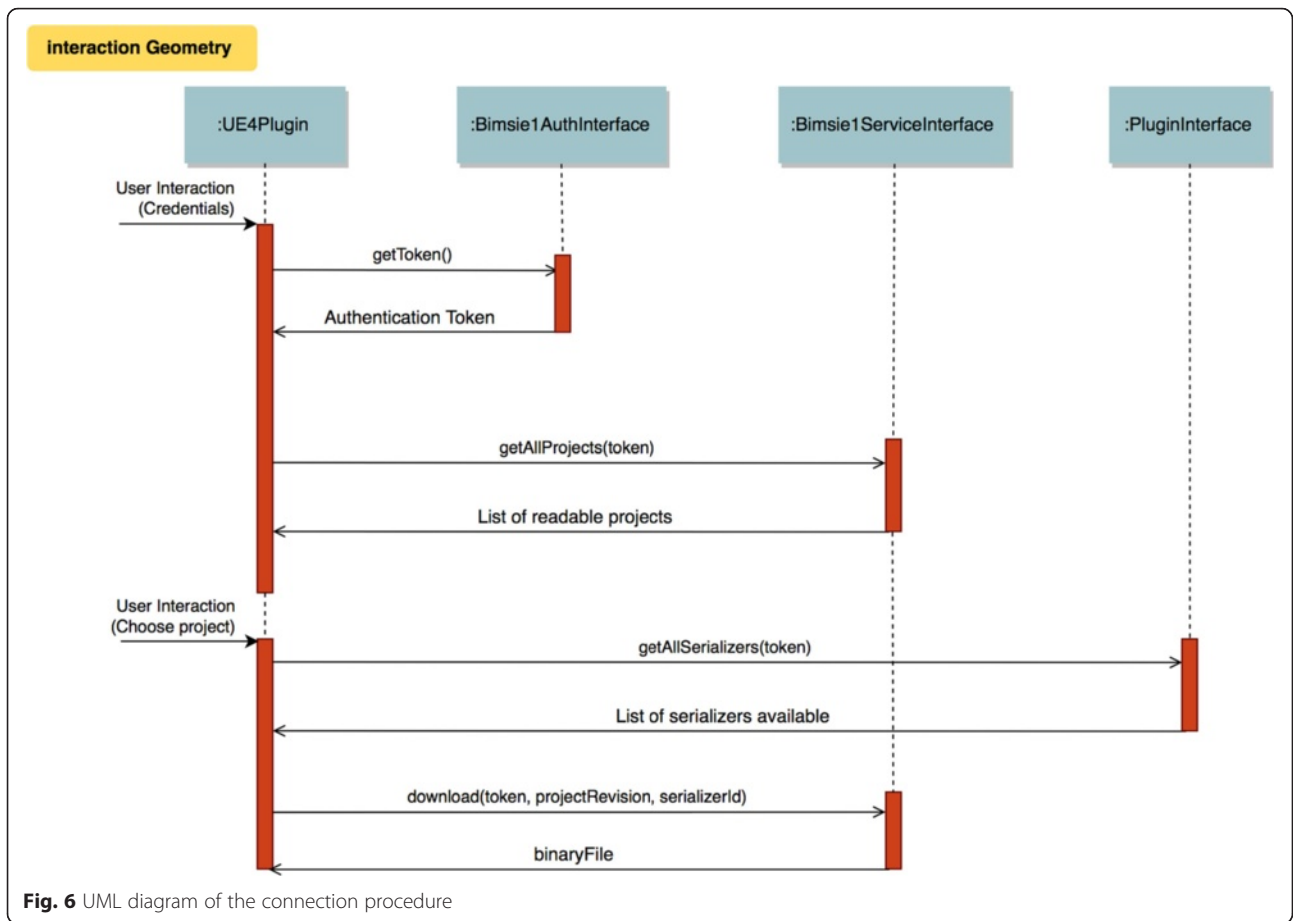 interaction Geometry
:UE4Plugin
:Bimsie1AuthInterface
:Bimsie1ServiceInterface
:PluginInterface
User Interaction
(Credentials)
getToken()
Authentication Token
getAllProjects(token)
List of readable projects
User Interaction
(Choose project)
getAllSerializers(token)
List of serializers available
download(token, projectRevision, serializerId)
binaryFile
Fig. 6 UML diagram of the connection procedure